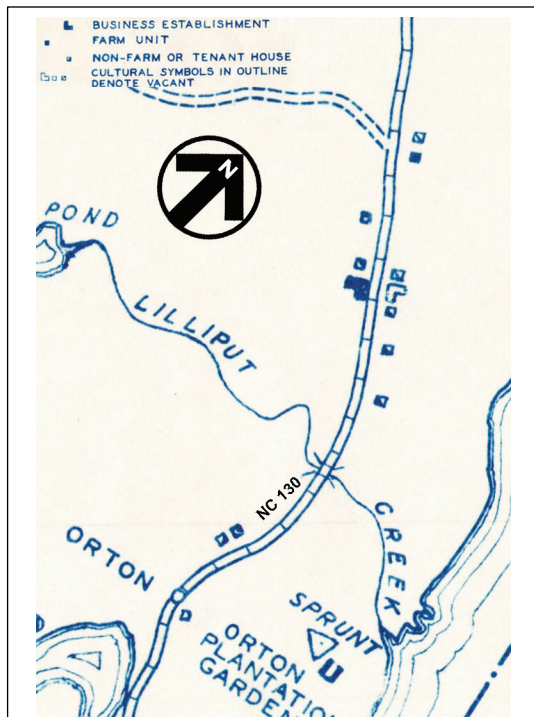 BUSINESS ESTABLISHMENT
FARM UNIT
NON-FARM OR TENANT HOUSE
CULTURAL SYMBOLS IN OUTLINE
DENOTE VACANT
N
POND
LILLIPUT
NC 130
CREEK
ORTON
SPRUNT
ORTON
PLANTATION
GARDEN